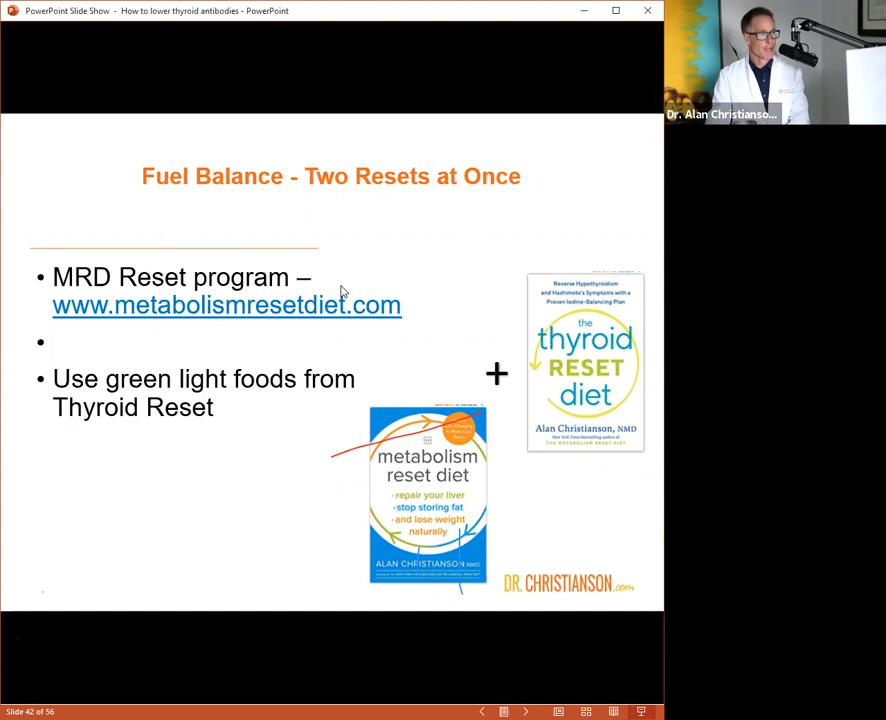 PowerPoint Slide Show - How to lower thyroid antibodies - PowerPoint
Dr. Alan Christianso...
Fuel Balance - Two Resets at Once
• MRD Reset program –
www.metabolismresetdiet.com
•
• Use green light foods from
Thyroid Reset
+
Reverse Hypothyroidism
and Hashimoto's Symptoms with a
Proven Iodine-Balancing Plan
the
thyroid
RESET
diet
Alan Christianson, NMD
New York Times bestselling author of
THE METABOLISM RESET DIET
THE
metabolism
reset diet
• repair your liver
• stop storing fat
• and lose weight
naturally
ALAN CHRISTIANSON, NMD
DR. CHRISTIANSON.com
Slide 42 of 56